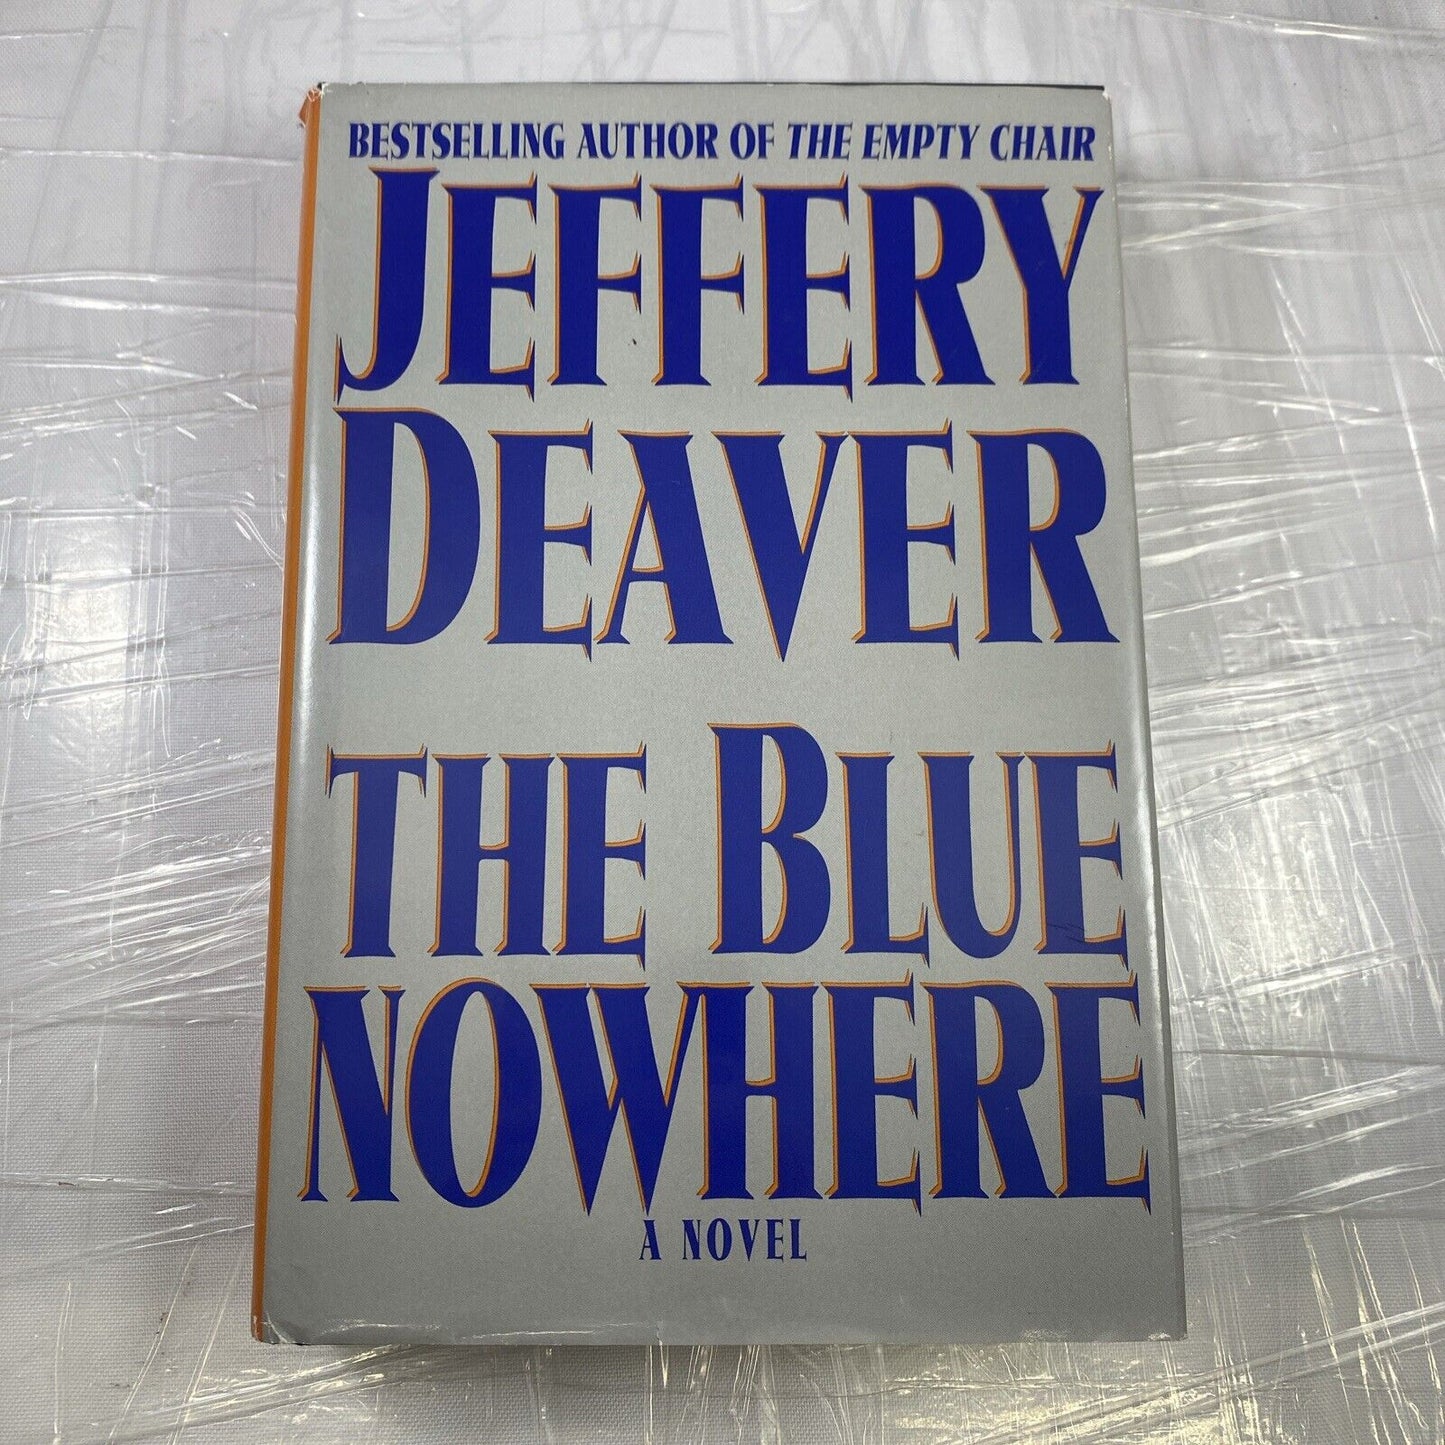 BESTSELLING AUTHOR OF THE EMPTY CHAIR
JEFFERY
DEAVER
THE BLUE
NOWHERE
A NOVEL